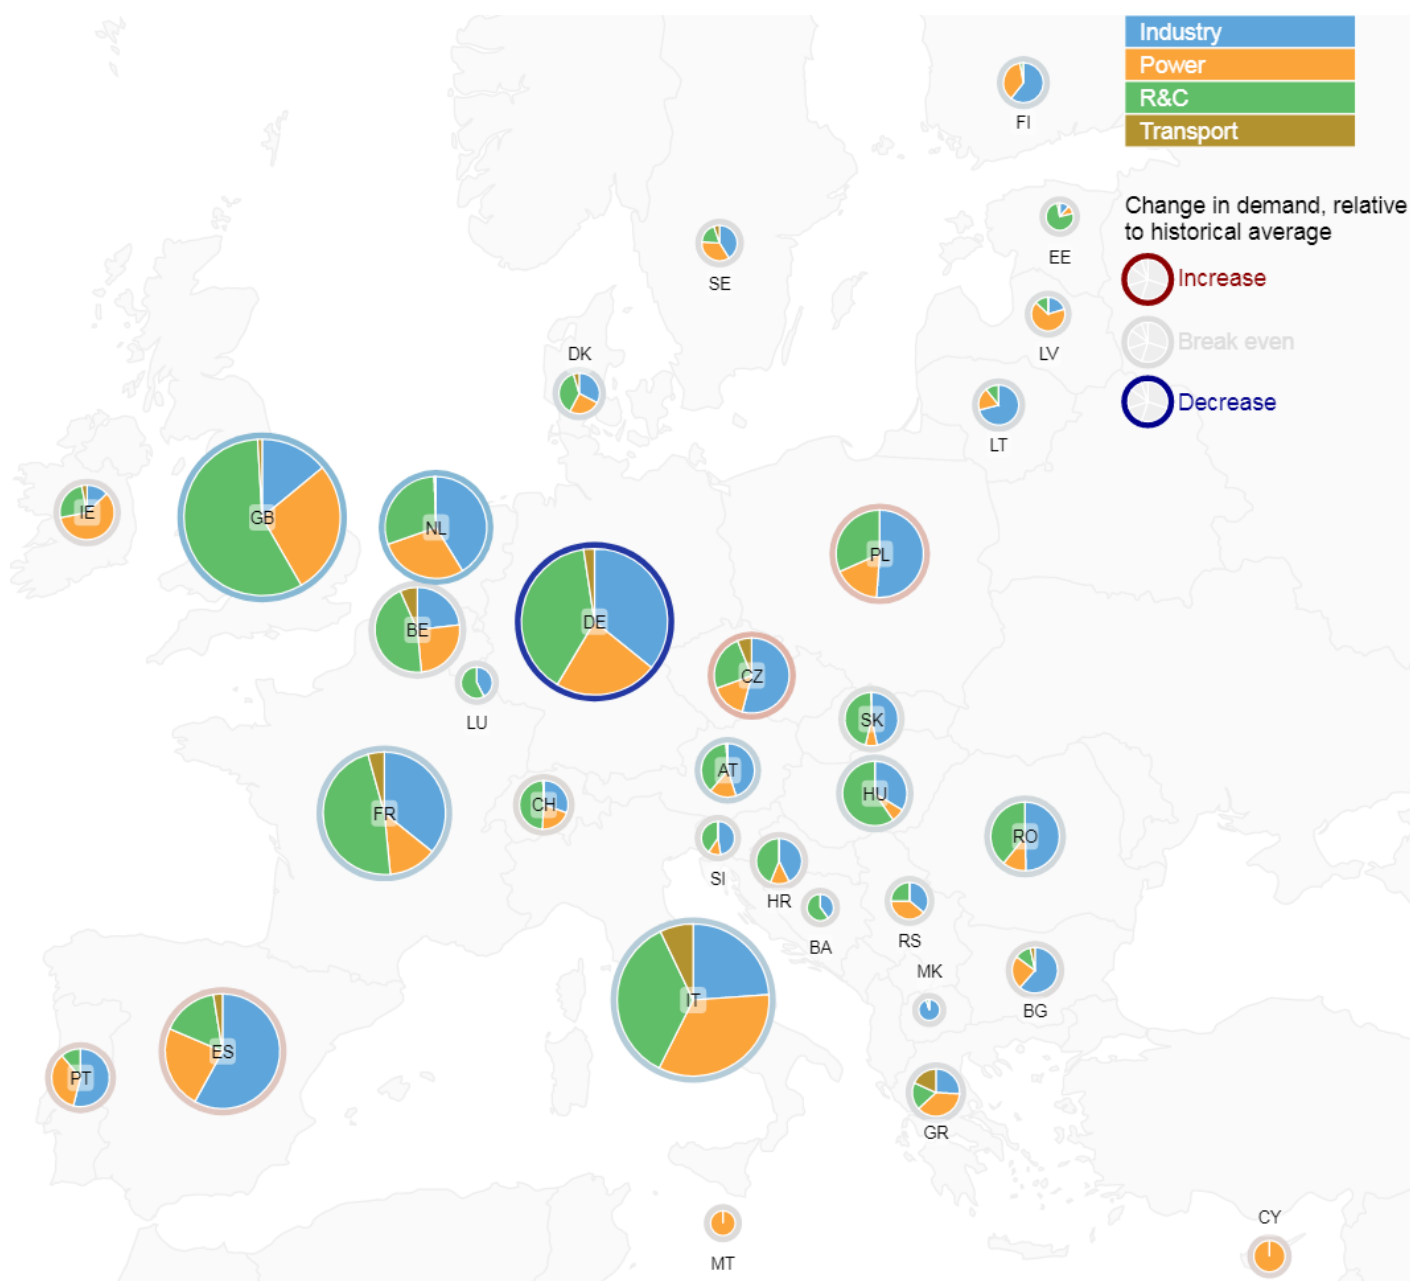 Industry
Power
R&C
Transport
Change in demand, relative
to historical average
Increase
Break even
Decrease
FI
EE
SE
LV
DK
LT
IE
GB
NL
PL
BE
DE
CZ
LU
SK
AT
HU
FR
CH
RO
SI
HR
BA
RS
MK
IT
BG
ES
PT
GR
MT
CY